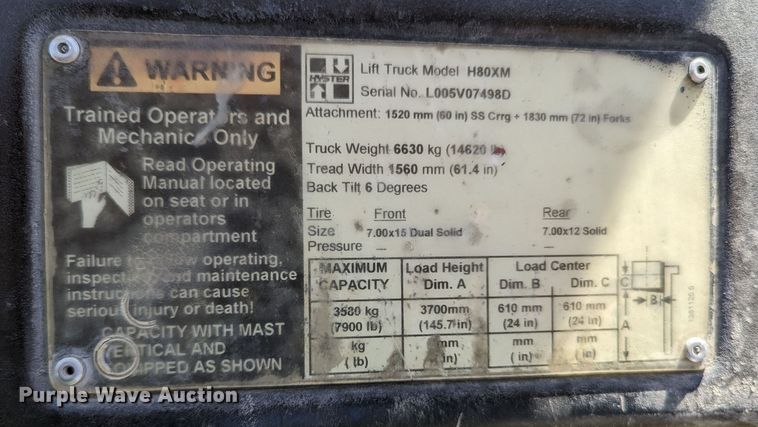 WARNING
Trained Operators and
Mechanics Only
Read Operating
Manual located
on seat or in
operators
compartment
Failure to follow operating,
inspection and maintenance
instructions can cause
serious injury or death!
CAPACITY WITH MAST
VERTICAL AND
EQUIPPED AS SHOWN
HYSTER
Lift Truck Model H80XM
Serial No. L005V07498D
Attachment: 1520 mm (60 in) SS Crrg + 1830 mm (72 in) Forks
Truck Weight 6630 kg (14620 lb)
Tread Width 1560 mm (61.4 in)
Back Tilt 6 Degrees
Tire Front Rear
Size 7.00x15 Dual Solid 7.00x12 Solid
Pressure — —
MAXIMUM CAPACITY Load Height Dim. A Load Center Dim. B Dim. C
3580 kg 3700mm 610 mm 610 mm
(7900 lb) (145.7 in) (24 in) (24 in)
kg mm mm mm
( lb) ( in) ( in) ( in)
C
B
A
Purple Wave Auction